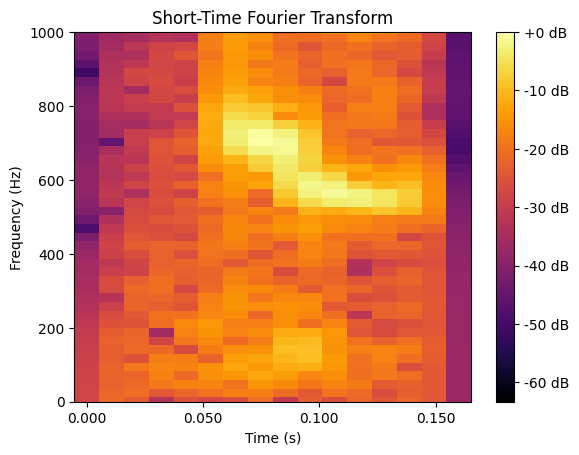 Short-Time Fourier Transform
1000
800
600
400
200
0
Frequency (Hz)
0.000
0.050
0.100
0.150
Time (s)
+0 dB
-10 dB
-20 dB
-30 dB
-40 dB
-50 dB
-60 dB